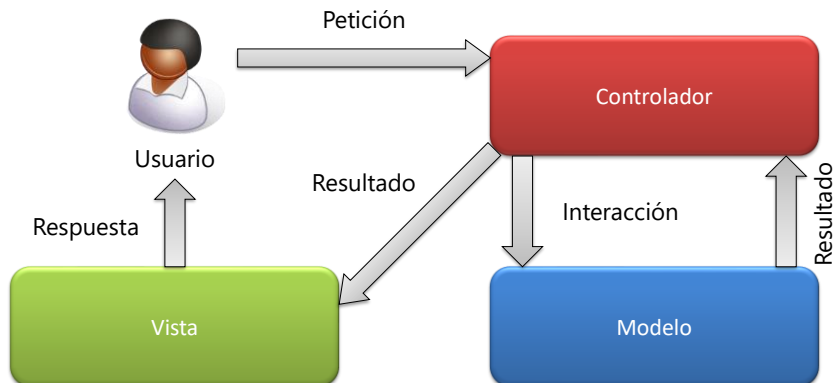 Petición
Controlador
Usuario
Resultado
Interacción
Resultado
Respuesta
Vista
Modelo